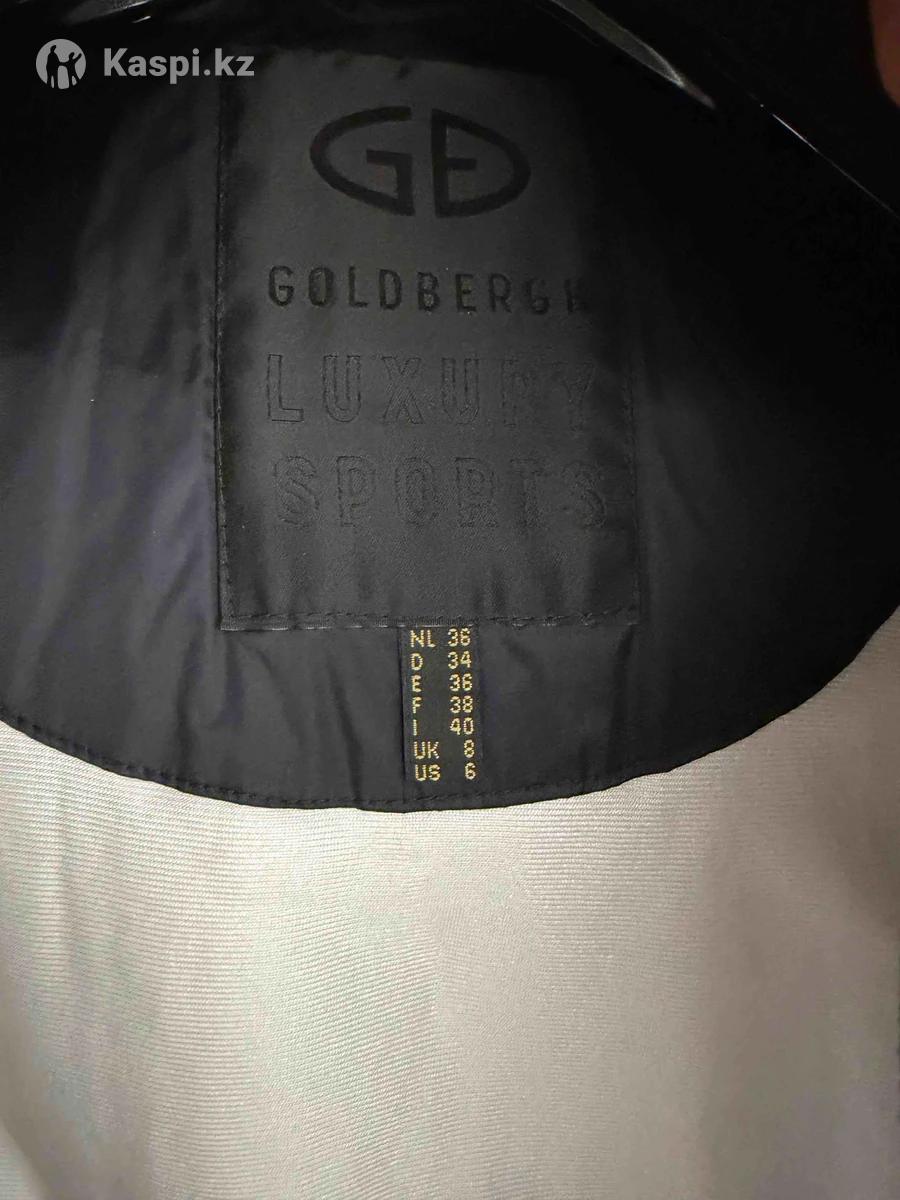 Kaspi.kz
GOLDBERGH
LUXURY
SPORTS
NL 36
D 34
E 36
F 38
I 40
UK 8
US 6